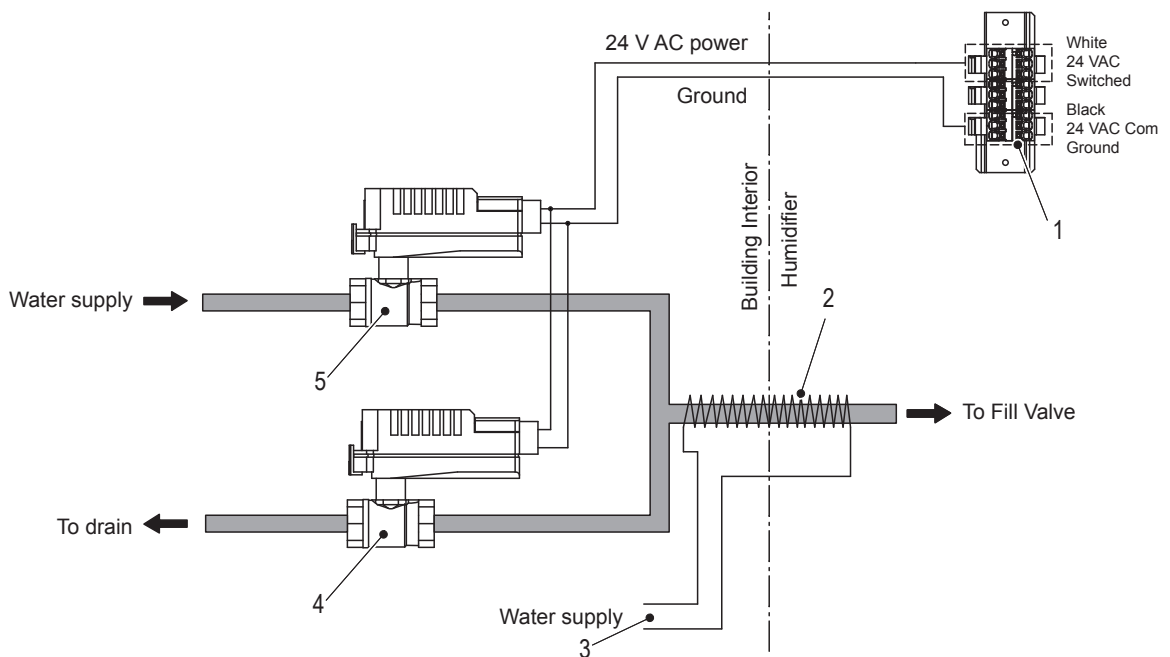 24 V AC power
Ground
White
24 VAC
Switched
Black
24 VAC Com
Ground
1
Building Interior
Humidifier
Water supply
5
2
To Fill Valve
To drain
4
Water supply
3